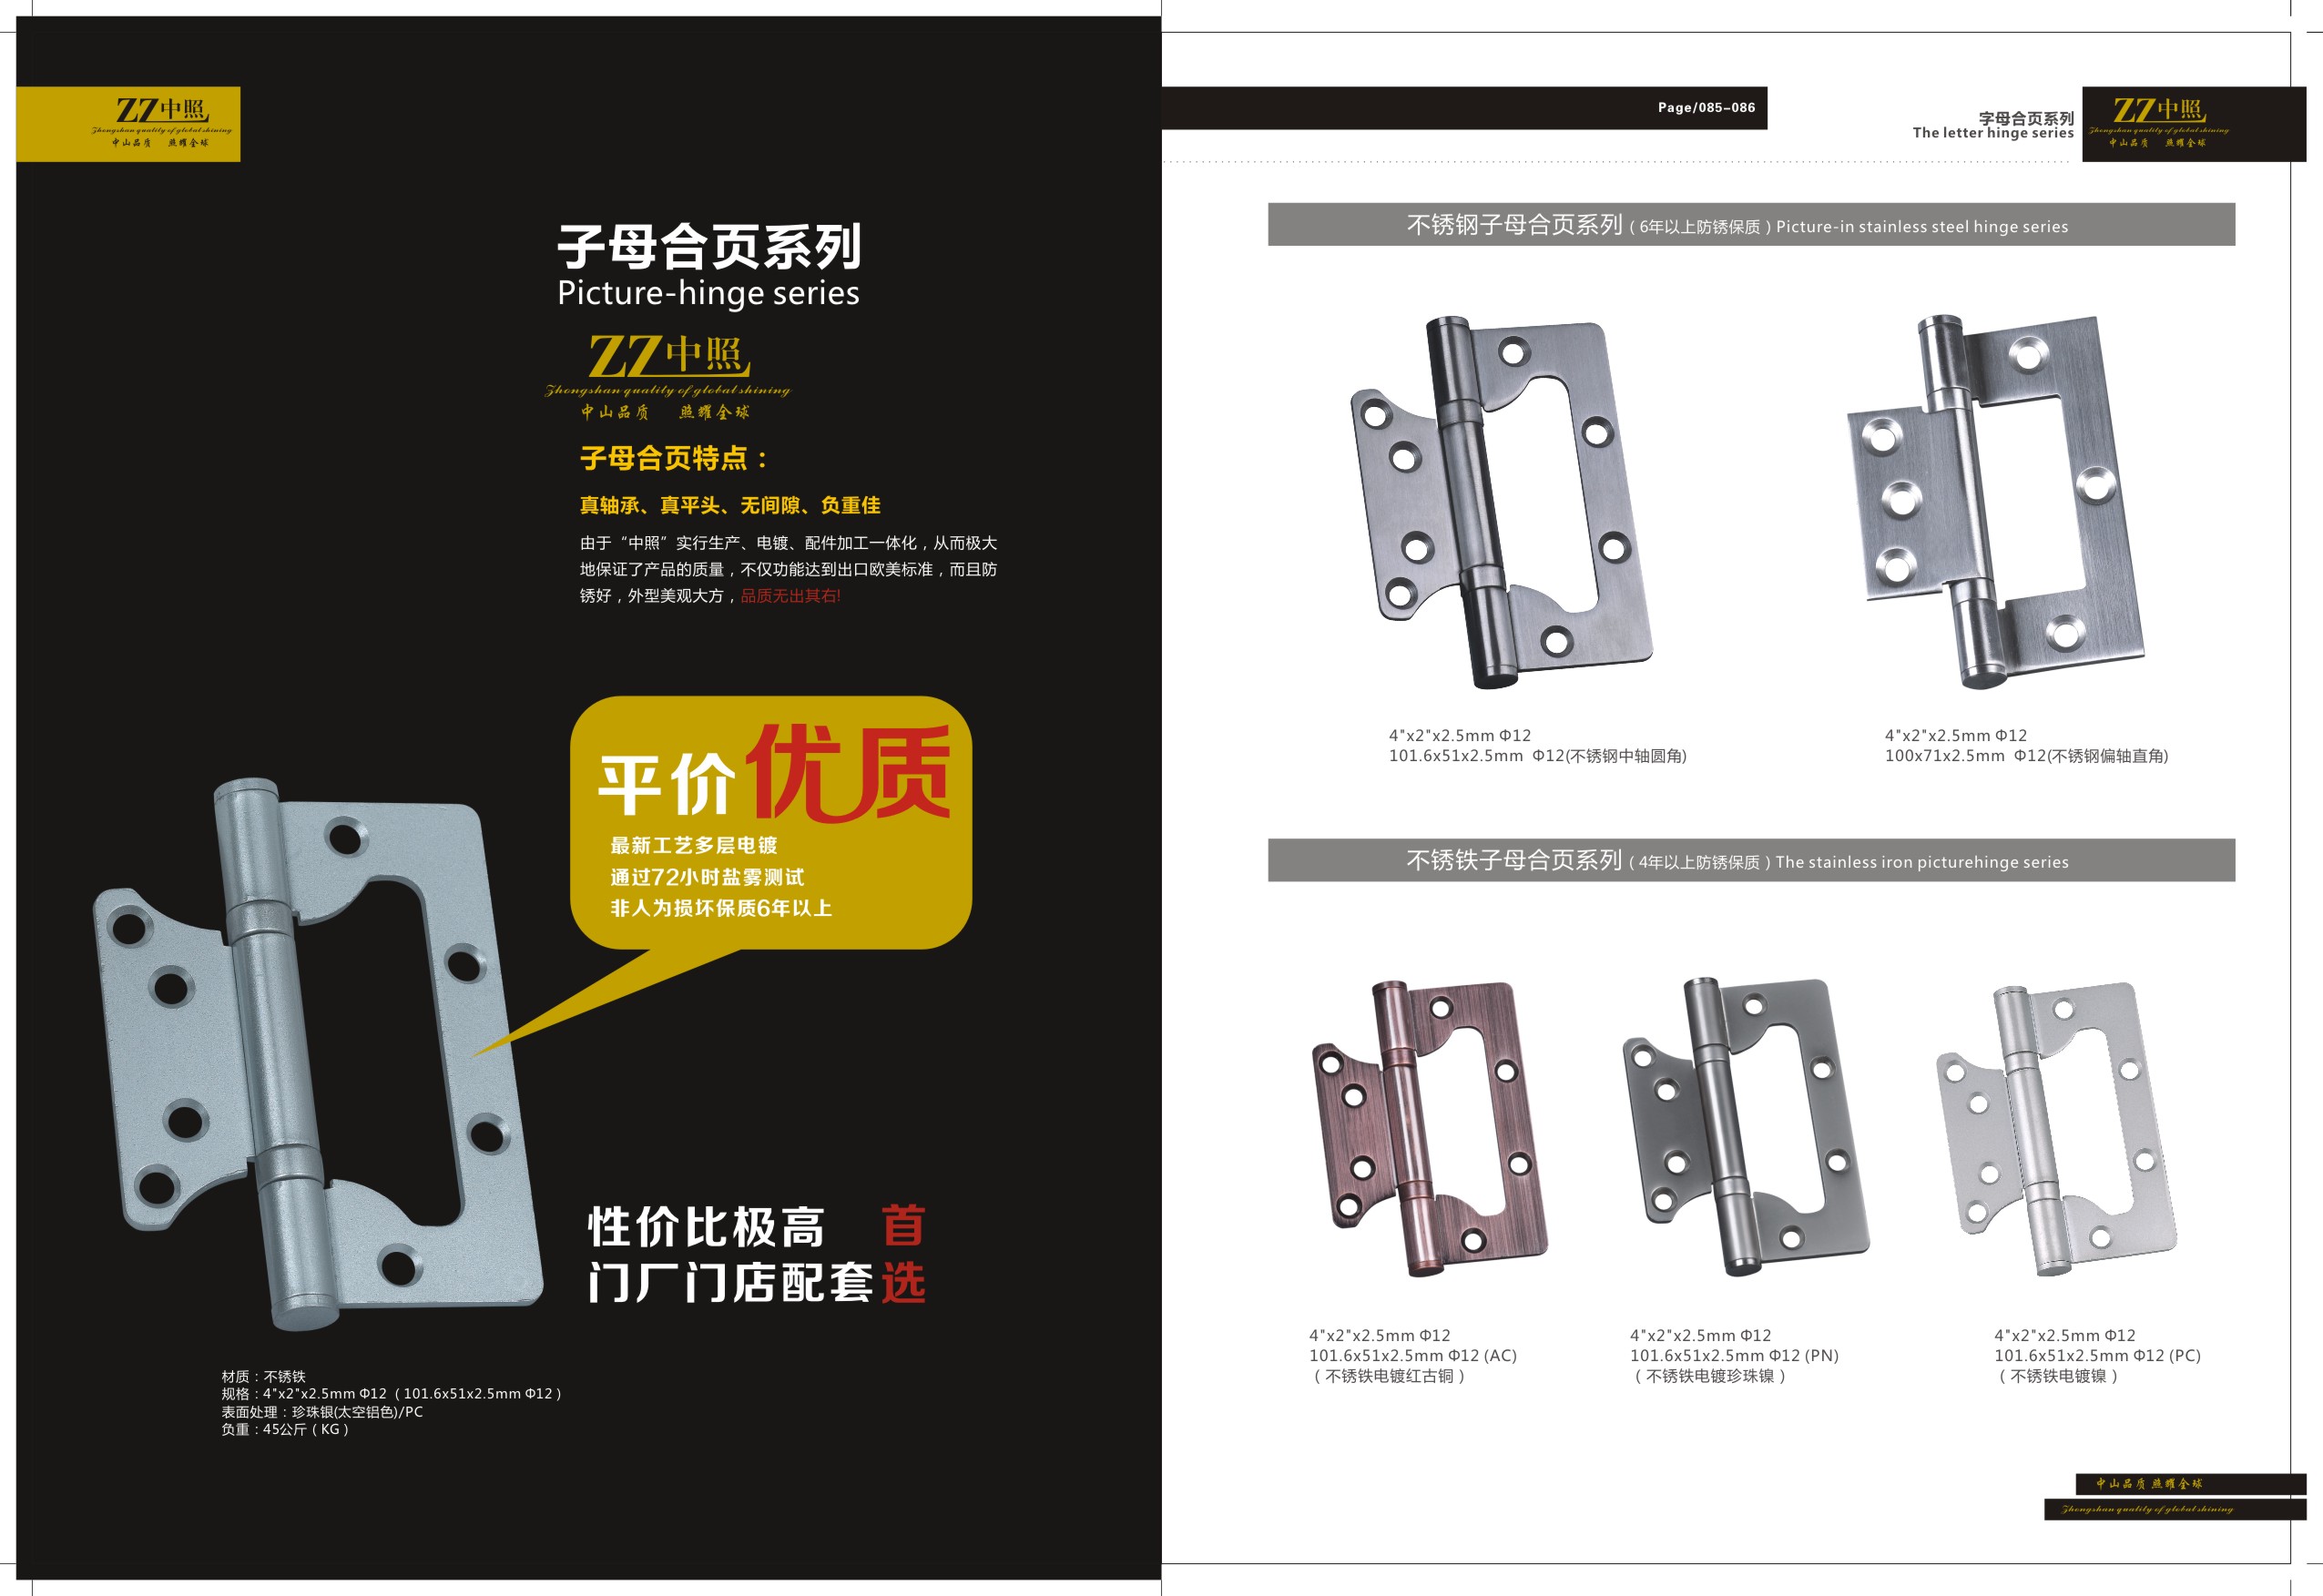 ZZ中照
Zhongshan quality of global shining
中山品质 照耀全球
子母合页系列
Picture-hinge series
ZZ中照
Zhongshan quality of global shining
中山品质 照耀全球
子母合页特点：
真轴承、真平头、无间隙、负重佳
由于“中照”实行生产、电镀、配件加工一体化，从而极大
地保证了产品的质量，不仅功能达到出口欧美标准，而且防
锈好，外型美观大方，品质无出其右!
平价优质
最新工艺多层电镀
通过72小时盐雾测试
非人为损坏保质6年以上
性价比极高 首
门厂门店配套选
材质：不锈铁
规格：4"x2"x2.5mm Φ12（101.6x51x2.5mm Φ12）
表面处理：珍珠银(太空铝色)/PC
负重：45公斤（KG）
Page/085-086
字母合页系列
The letter hinge series
ZZ中照
Zhongshan quality of global shining
中山品质 照耀全球
不锈钢子母合页系列（6年以上防锈保质）Picture-in stainless steel hinge series
4"x2"x2.5mm Φ12
101.6x51x2.5mm Φ12(不锈钢中轴圆角)
4"x2"x2.5mm Φ12
100x71x2.5mm Φ12(不锈钢偏轴直角)
不锈铁子母合页系列（4年以上防锈保质）The stainless iron picturehinge series
4"x2"x2.5mm Φ12
101.6x51x2.5mm Φ12 (AC)
（不锈铁电镀红古铜）
4"x2"x2.5mm Φ12
101.6x51x2.5mm Φ12 (PN)
（不锈铁电镀珍珠镍）
4"x2"x2.5mm Φ12
101.6x51x2.5mm Φ12 (PC)
（不锈铁电镀镍）
中山品质 照耀全球
Zhongshan quality of global shining